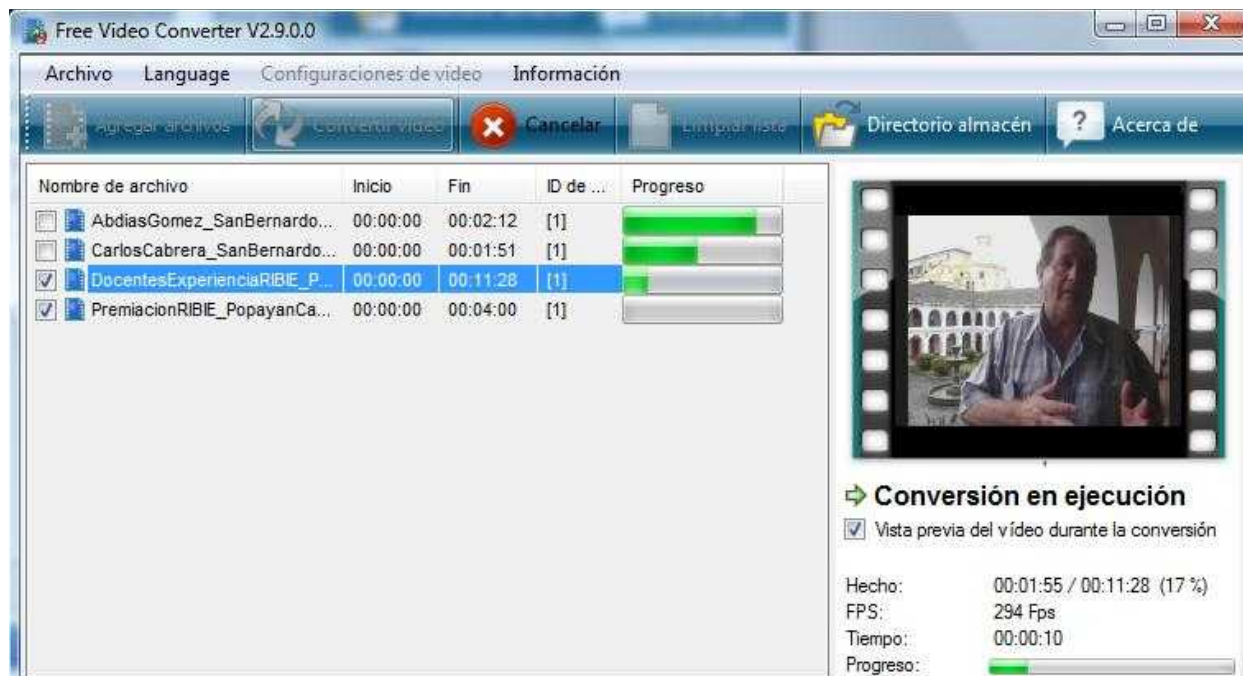 Free Video Converter V2.9.0.0
Archivo Language Configuraciones de video Información
Agregar archivos Convertir video Cancelar Limpiar lista Directorio almacén ? Acerca de
Nombre de archivo Inicio Fin ID de ... Progreso
AbdiasGomez_SanBernardo... 00:00:00 00:02:12 [1]
CarlosCabrera_SanBernardo... 00:00:00 00:01:51 [1]
DocentesExperienciaRIBIE_P... 00:00:00 00:11:28 [1]
PremiacionRIBIE_PopayanCa... 00:00:00 00:04:00 [1]
Conversión en ejecución
Vista previa del vídeo durante la conversión
Hecho: 00:01:55 / 00:11:28 (17 %)
FPS: 294 Fps
Tiempo: 00:00:10
Progreso: